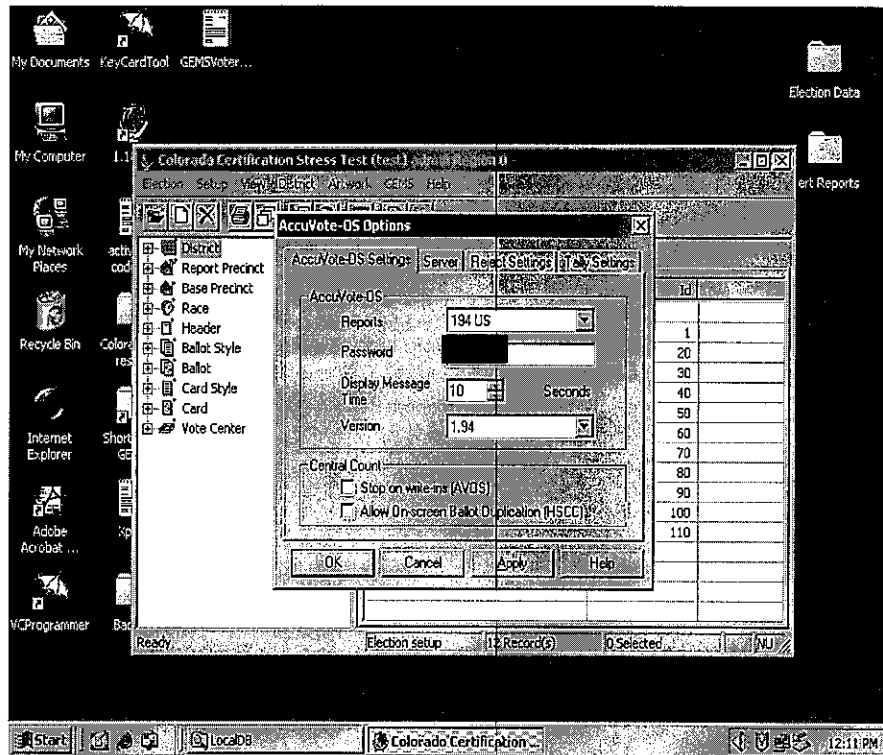 My Documents KeyCardTool GEMSVoter...
Election Data
My Computer
ert Reports
My Network Places
Recycle Bin
Internet Explorer
Adobe Acrobat ...
VCProgrammer
Colorado Certification Stress Test (test)
Election Setup View District Artwork GEMS Help
District
Report Precinct
Base Precinct
Race
Header
Ballot Style
Ballot
Card Style
Card
Vote Center
AccuVote-OS Options
AccuVote-OS Settings Server Reject Settings Tally Settings
AccuVote-OS
Reports 194 US
Password
Display Message Time 10 Seconds
Version 1.94
Central Count
Stop on write-ins (AVOS)
Allow On-screen Ballot Duplication (HSCC)
OK Cancel Apply Help
Id
1
20
30
40
50
60
70
80
90
100
110
Ready Election setup Record(s) 0 Selected NU
Start LocalDB Colorado Certification ... 12:11 PM